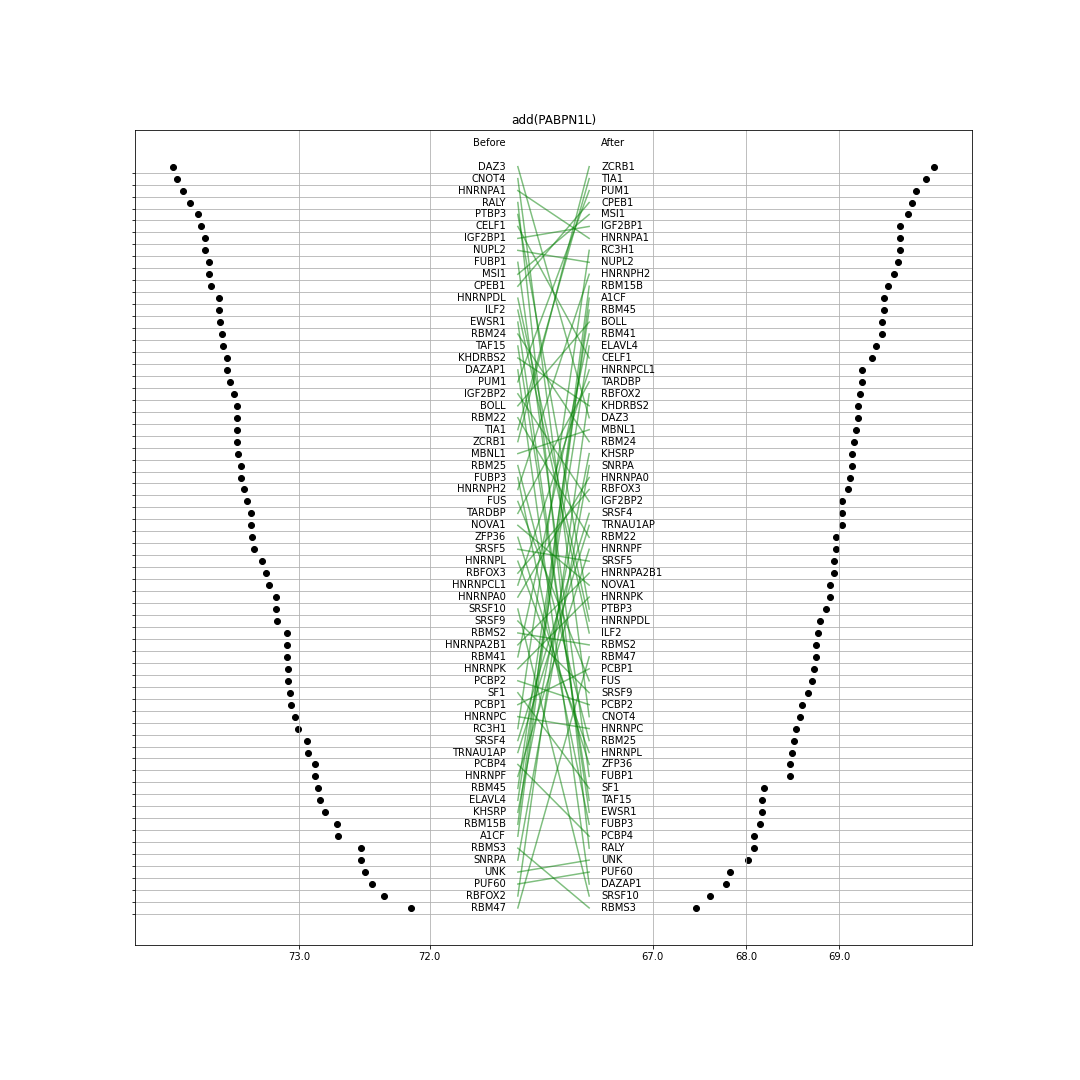 add(PABPN1L)
Before After
DAZ3 ZCRB1
CNOT4 TIA1
HNRNPA1 PUM1
RALY CPEB1
PTBP3 MSI1
CELF1 IGF2BP1
IGF2BP1 HNRNPA1
NUPL2 RC3H1
FUBP1 NUPL2
MSI1 HNRNPH2
CPEB1 RBM15B
HNRNPDL A1CF
ILF2 RBM45
EWSR1 BOLL
RBM24 RBM41
TAF15 ELAVL4
KHDRBS2 CELF1
DAZAP1 HNRNPCL1
PUM1 TARDBP
IGF2BP2 RBFOX2
BOLL KHDRBS2
RBM22 DAZ3
TIA1 MBNL1
ZCRB1 RBM24
MBNL1 KHSRP
RBM25 SNRPA
FUBP3 HNRNPA0
HNRNPH2 RBFOX3
FUS IGF2BP2
TARDBP SRSF4
NOVA1 TRNAU1AP
ZFP36 RBM22
SRSF5 HNRNPF
HNRNPL SRSF5
RBFOX3 HNRNPA2B1
HNRNPCL1 NOVA1
HNRNPA0 HNRNPK
SRSF10 PTBP3
SRSF9 HNRNPDL
RBMS2 ILF2
HNRNPA2B1 RBMS2
RBM41 RBM47
HNRNPK PCBP1
PCBP2 FUS
SF1 SRSF9
PCBP1 PCBP2
HNRNPC CNOT4
RC3H1 HNRNPC
SRSF4 RBM25
TRNAU1AP HNRNPL
PCBP4 ZFP36
HNRNPF FUBP1
RBM45 SF1
ELAVL4 TAF15
KHSRP EWSR1
RBM15B FUBP3
A1CF PCBP4
RBMS3 RALY
SNRPA UNK
UNK PUF60
PUF60 DAZAP1
RBFOX2 SRSF10
RBM47 RBMS3
73.0 72.0 67.0 68.0 69.0